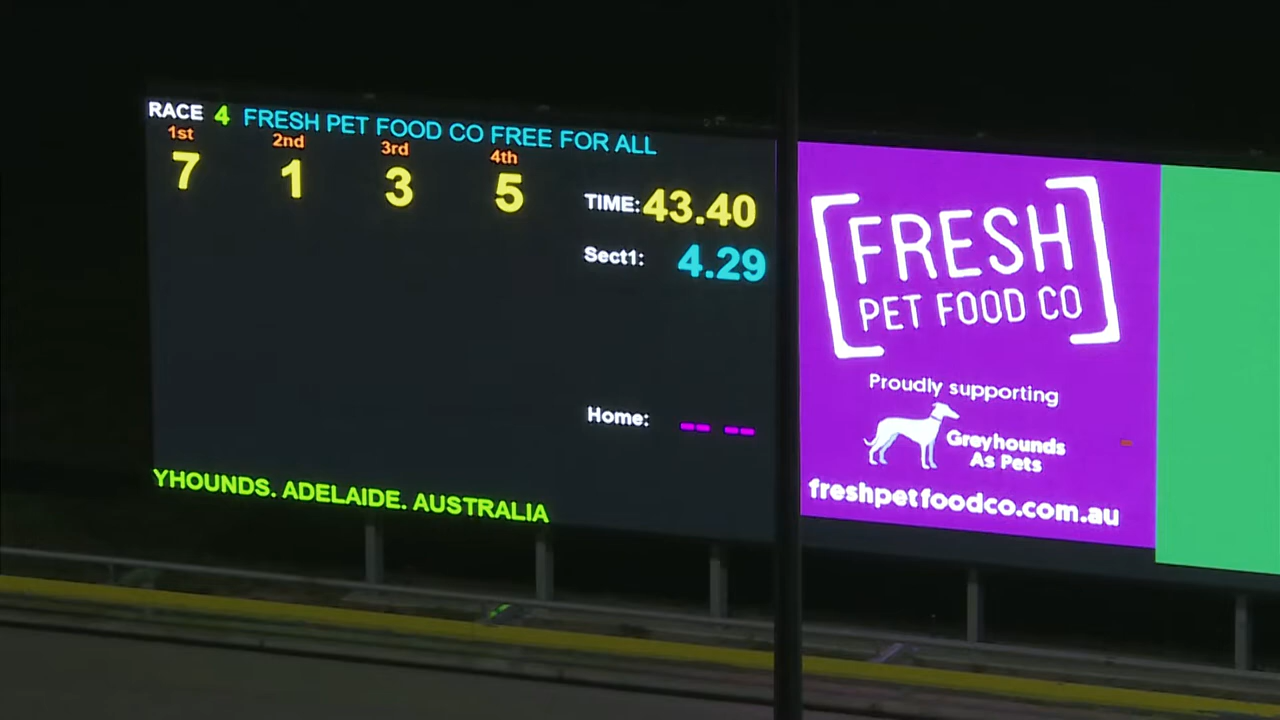 RACE 4 FRESH PET FOOD CO FREE FOR ALL
1st 2nd 3rd 4th
7 1 3 5
TIME: 43.40
Sect1: 4.29
Home: -- --
YHOUNDS. ADELAIDE. AUSTRALIA
FRESH
PET FOOD CO
Proudly supporting
Greyhounds
As Pets
freshpetfoodco.com.au